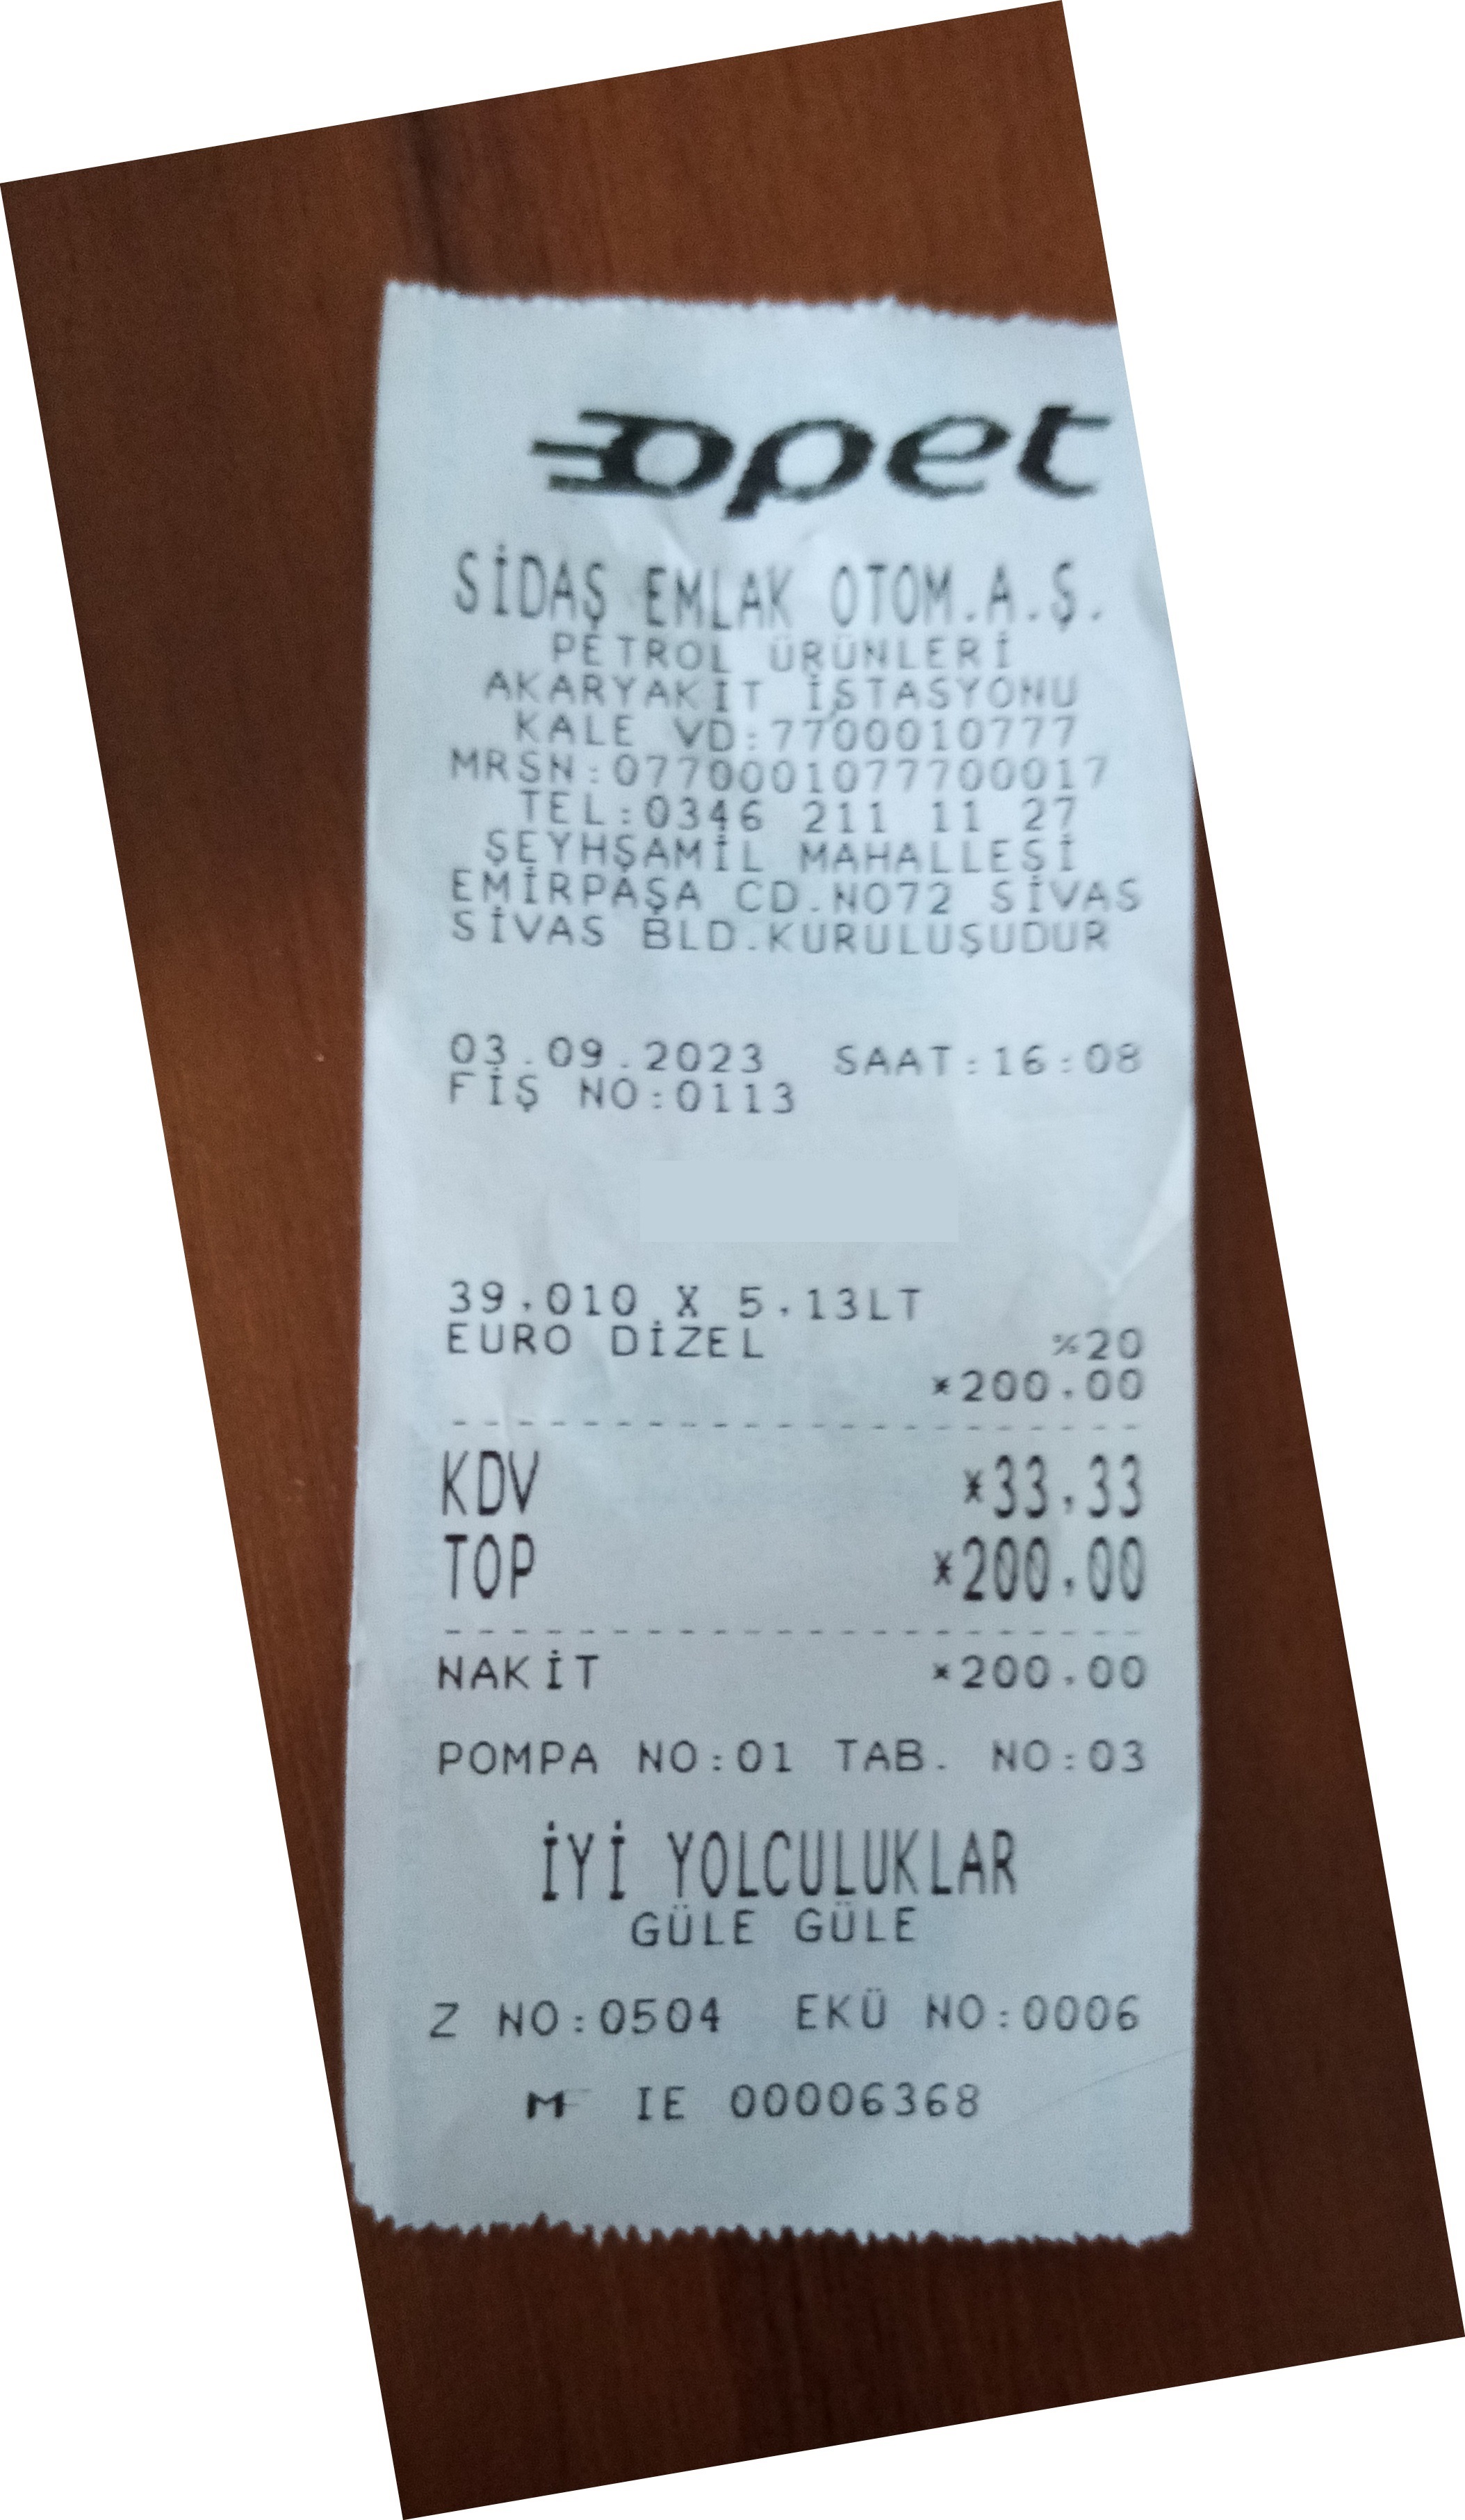 opet
SİDAŞ EMLAK OTOM.A.Ş.
PETROL ÜRÜNLERİ
AKARYAKIT İSTASYONU
KALE VD:7700010777
MRSN:0770001077700017
TEL:0346 211 11 27
ŞEYHŞAMİL MAHALLESİ
EMİRPAŞA CD.NO72 SİVAS
SİVAS BLD.KURULUŞUDUR
03.09.2023 SAAT:16:08
FİŞ NO:0113
39,010 X 5,13LT
EURO DİZEL %20
*200,00
KDV *33,33
TOP *200,00
NAKİT *200,00
POMPA NO:01 TAB. NO:03
İYİ YOLCULUKLAR
GÜLE GÜLE
Z NO:0504 EKÜ NO:0006
MF IE 00006368